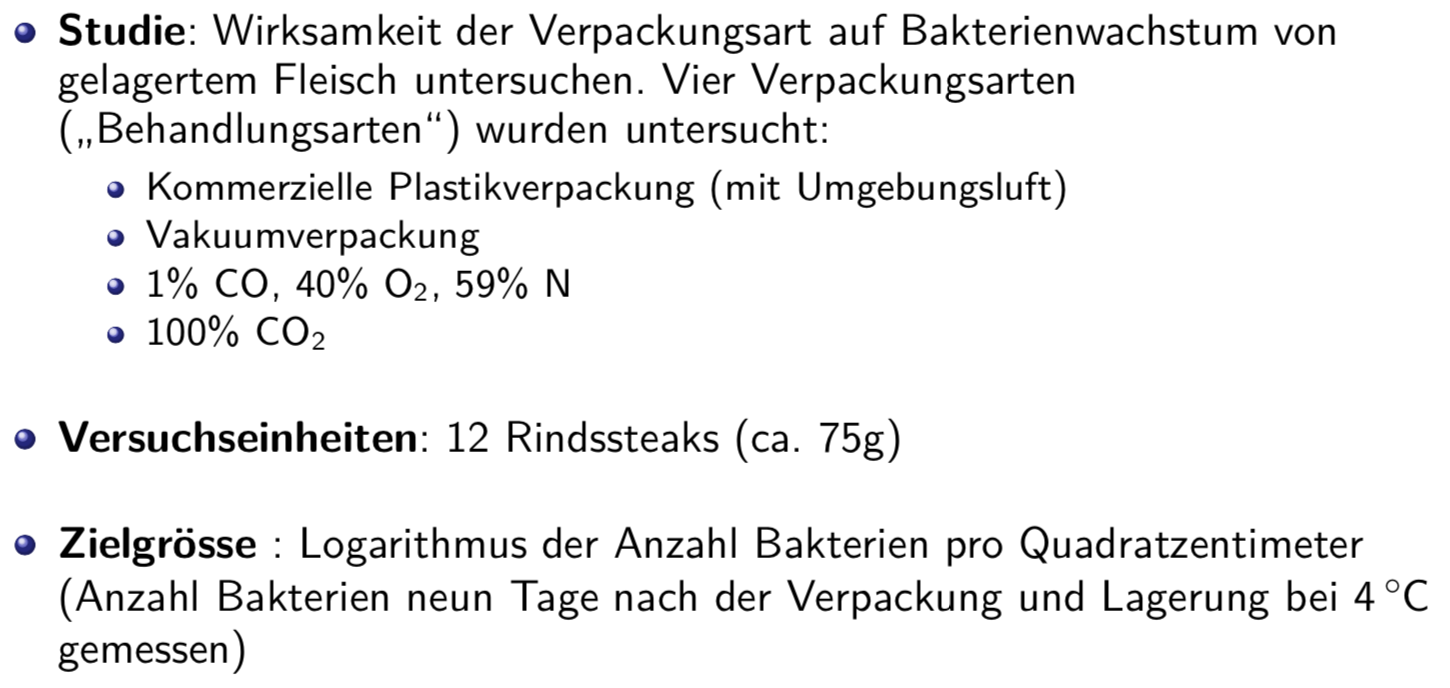 • Studie: Wirksamkeit der Verpackungsart auf Bakterienwachstum von
gelagertem Fleisch untersuchen. Vier Verpackungsarten
(„Behandlungsarten“) wurden untersucht:
• Kommerzielle Plastikverpackung (mit Umgebungsluft)
• Vakuumverpackung
• 1% CO, 40% O₂, 59% N
• 100% CO₂
• Versuchseinheiten: 12 Rindssteaks (ca. 75g)
• Zielgrösse : Logarithmus der Anzahl Bakterien pro Quadratzentimeter
(Anzahl Bakterien neun Tage nach der Verpackung und Lagerung bei 4 °C
gemessen)